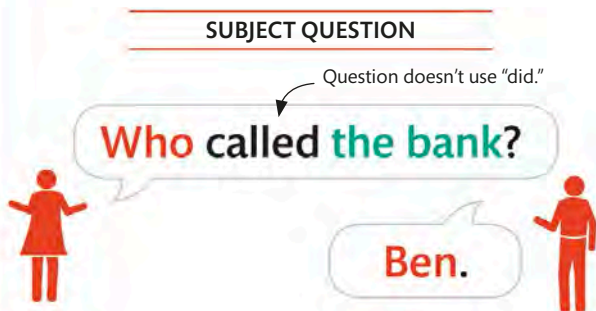 SUBJECT QUESTION
Question doesn’t use “did.”
Who called the bank?
Ben.